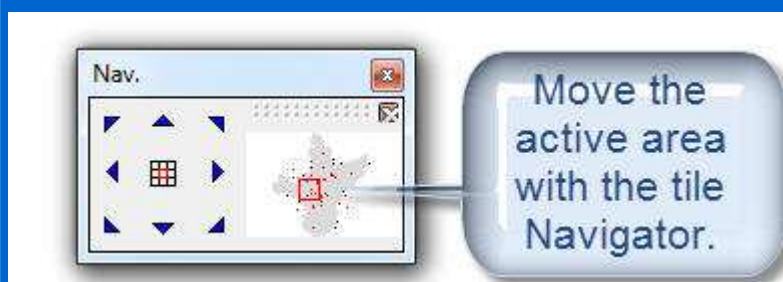 Nav.
Move the
active area
with the tile
Navigator.